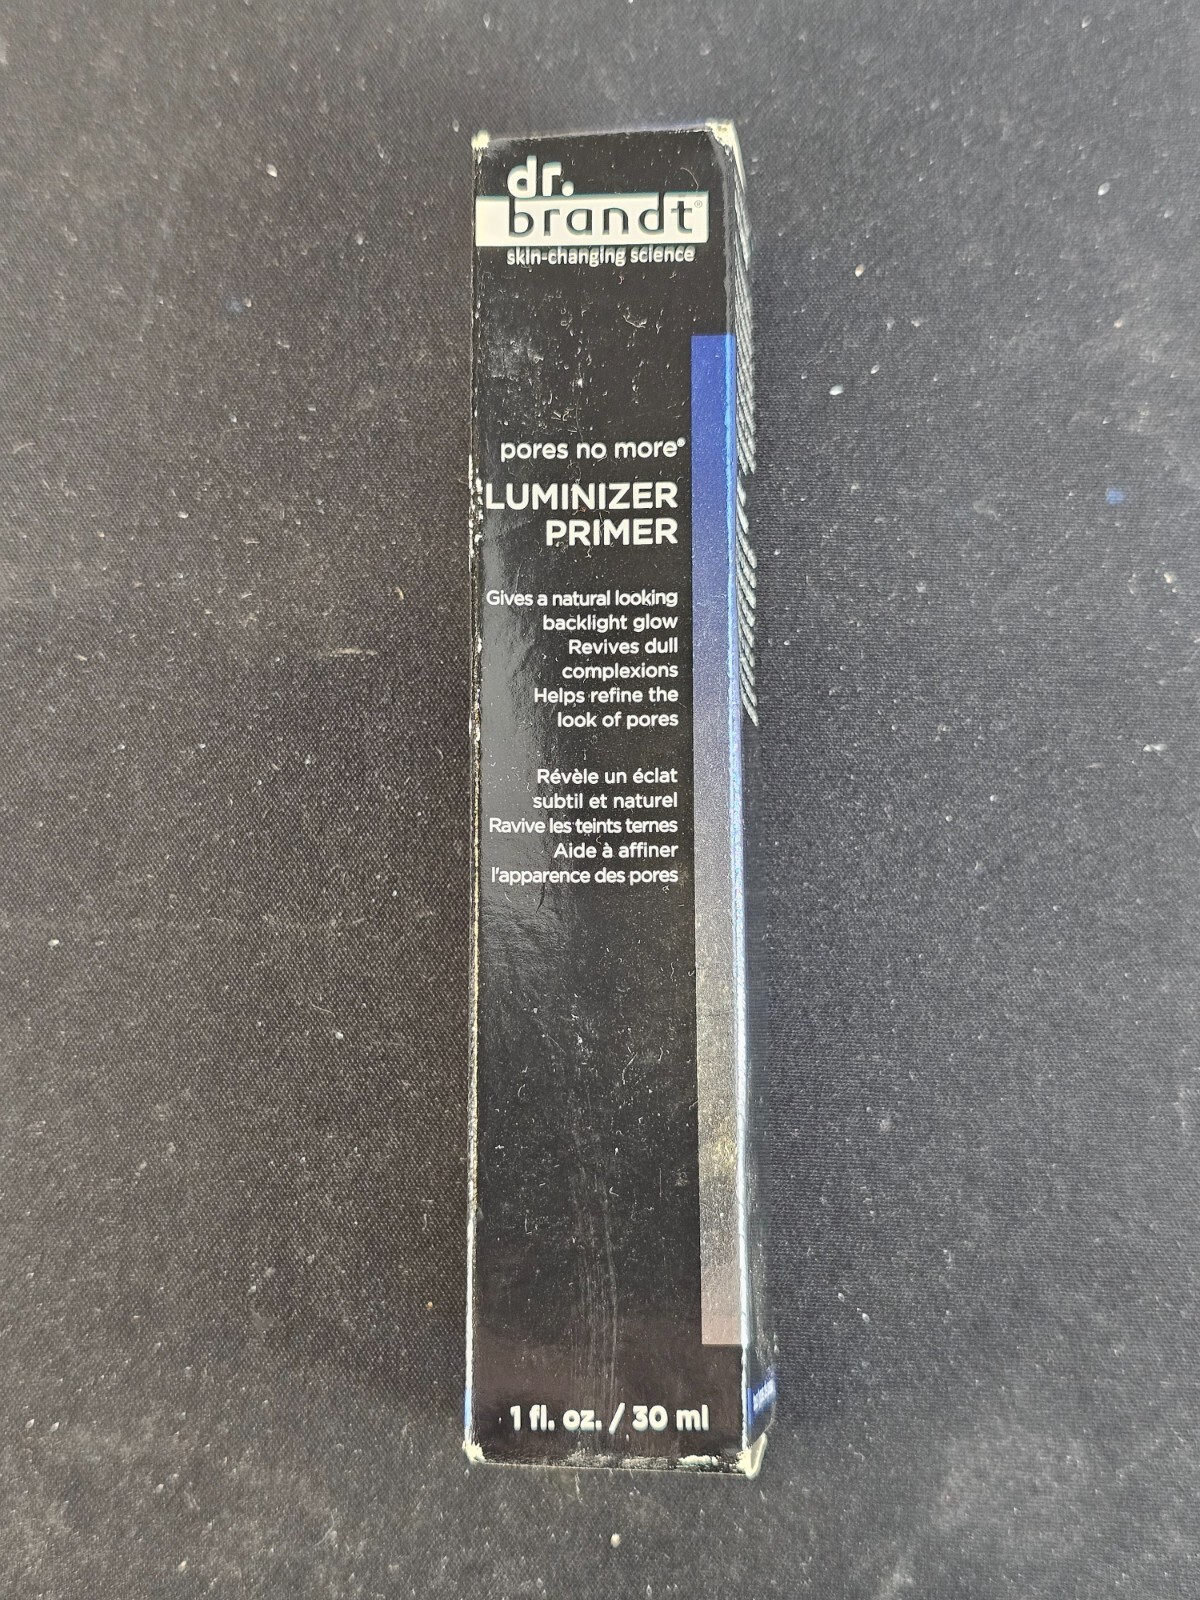 dr.
brandt®
skin-changing science
pores no more®
LUMINIZER
PRIMER
Gives a natural looking
backlight glow
Revives dull
complexions
Helps refine the
look of pores
Révèle un éclat
subtil et naturel
Ravive les teints ternes
Aide à affiner
l'apparence des pores
1 fl. oz. / 30 ml